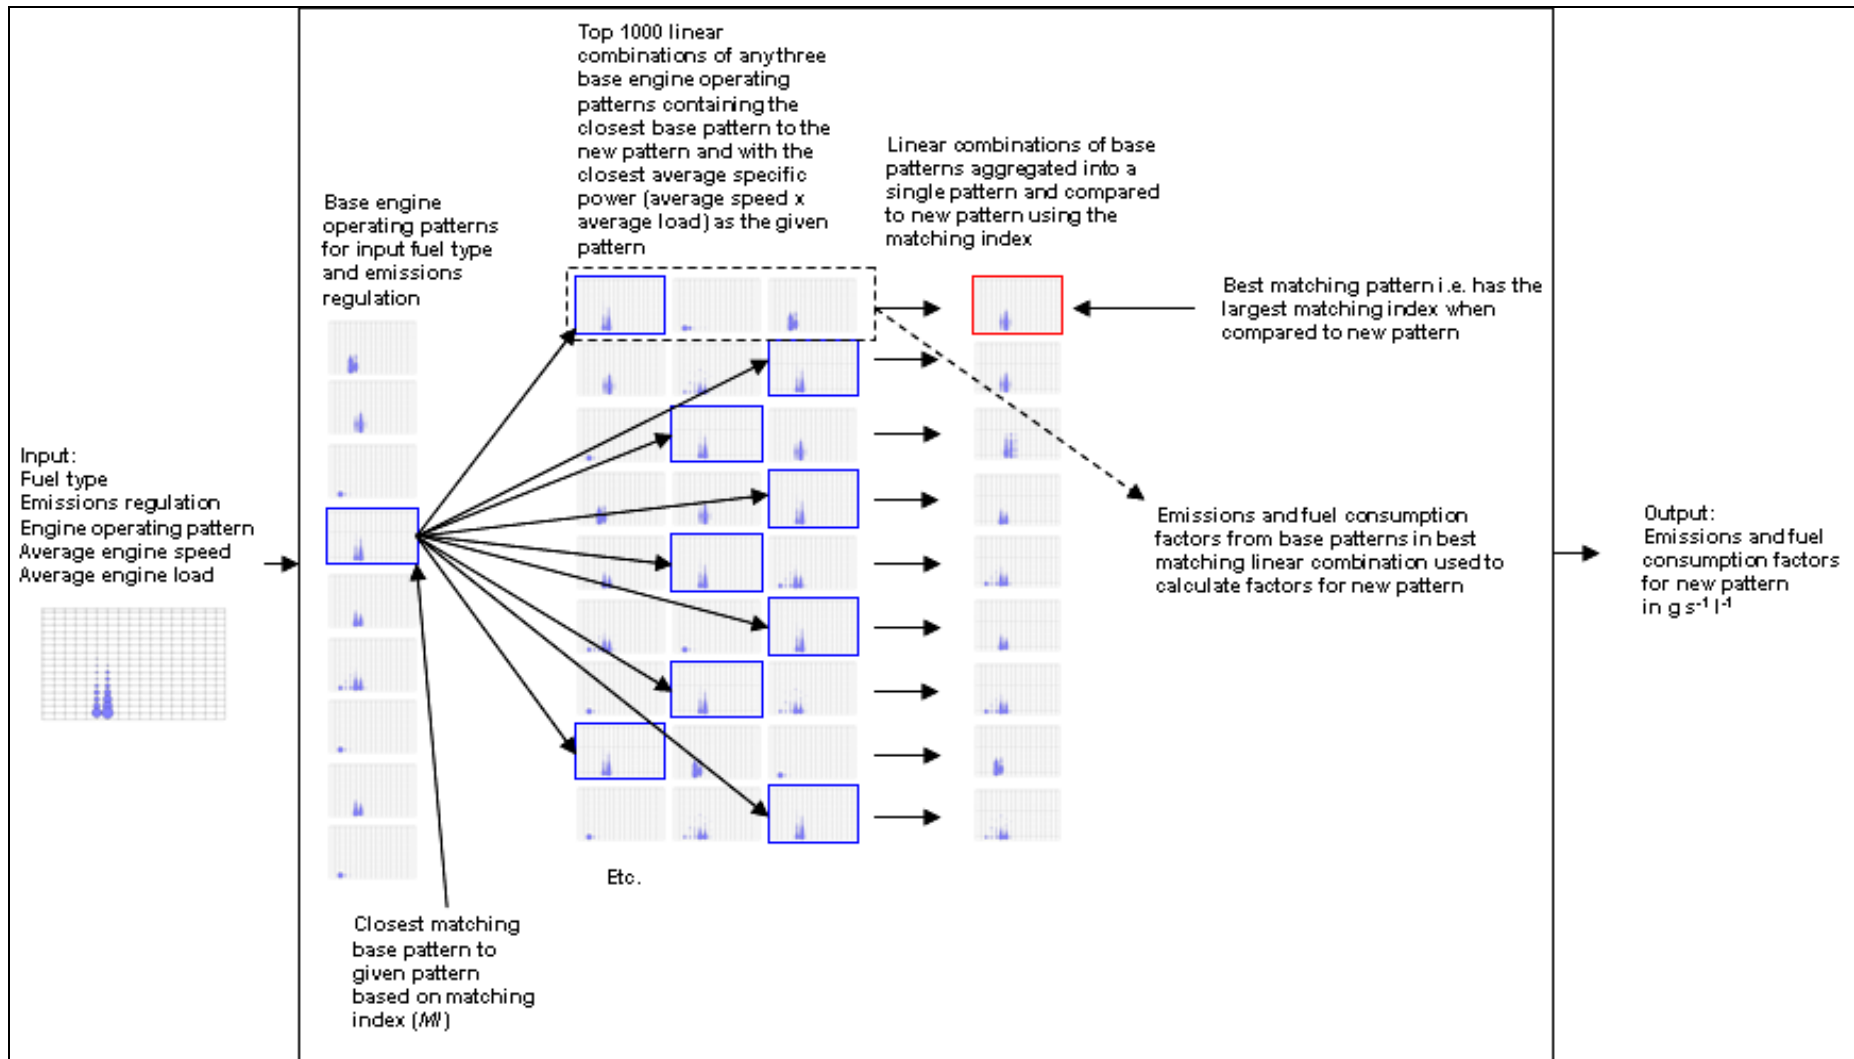 Input:
Fuel type
Emissions regulation
Engine operating pattern
Average engine speed
Average engine load
Base engine
operating patterns
for input fuel type
and emissions
regulation
Closest matching
base pattern to
given pattern
based on matching
index (MI)
Top 1000 linear
combinations of any three
base engine operating
patterns containing the
closest base pattern to the
new pattern and with the
closest average specific
power (average speed x
average load) as the given
pattern
Etc.
Linear combinations of base
patterns aggregated into a
single pattern and compared
to new pattern using the
matching index
Best matching pattern i.e. has the
largest matching index when
compared to new pattern
Emissions and fuel consumption
factors from base patterns in best
matching linear combination used to
calculate factors for new pattern
Output:
Emissions and fuel
consumption factors
for new pattern
in g s⁻¹ l⁻¹